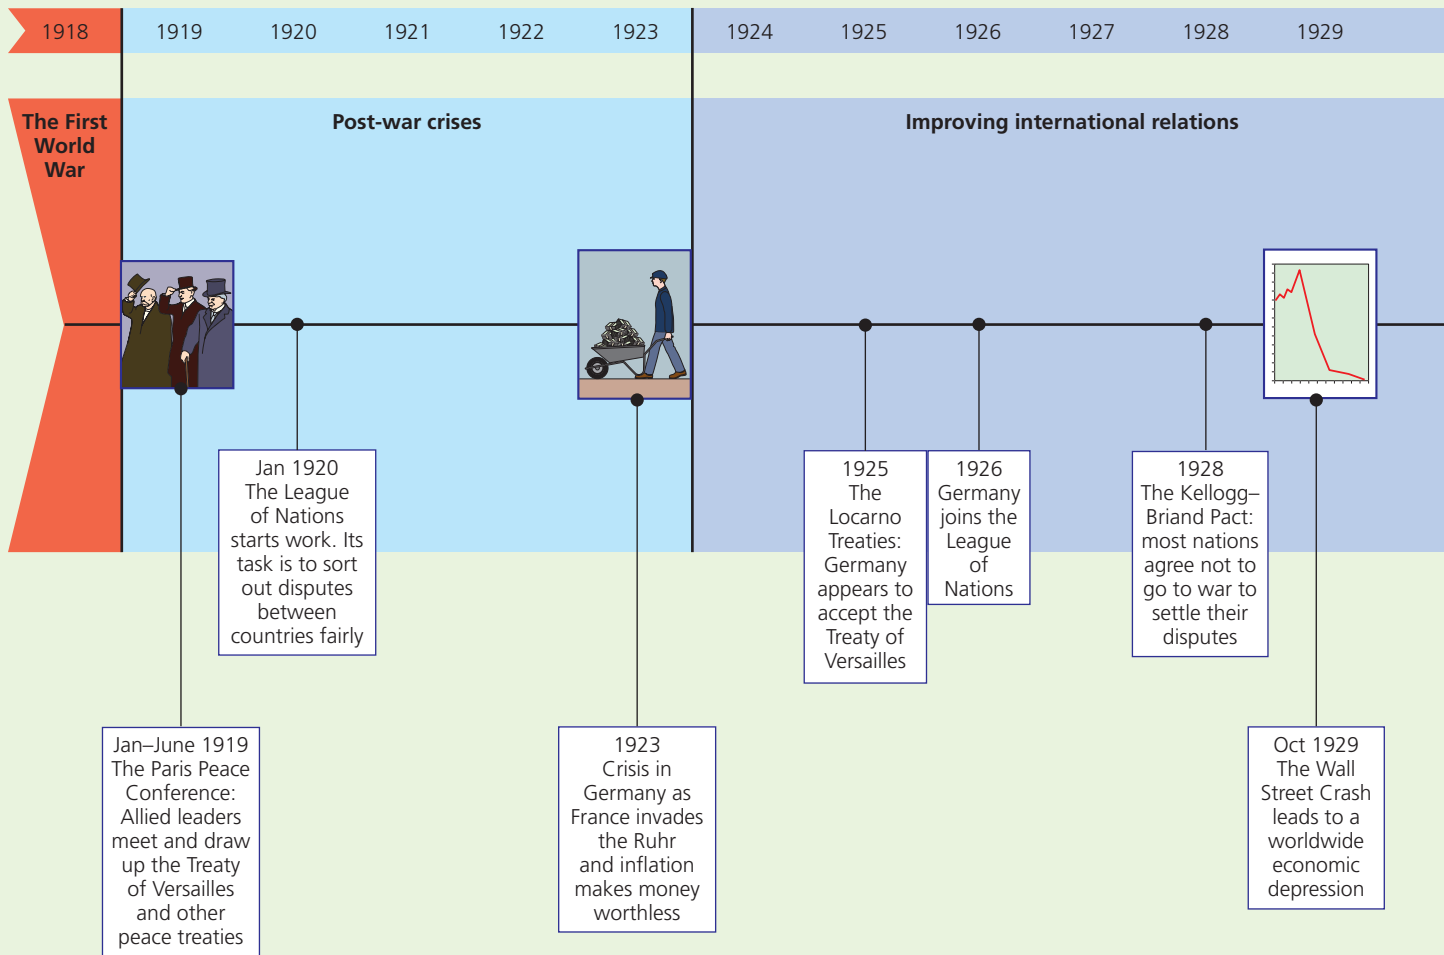 1918 1919 1920 1921 1922 1923 1924 1925 1926 1927 1928 1929
The First
World
War
Post-war crises
Improving international relations
Jan–June 1919
The Paris Peace
Conference:
Allied leaders
meet and draw
up the Treaty
of Versailles
and other
peace treaties
Jan 1920
The League
of Nations
starts work. Its
task is to sort
out disputes
between
countries fairly
1923
Crisis in
Germany as
France invades
the Ruhr
and inflation
makes money
worthless
1925
The
Locarno
Treaties:
Germany
appears to
accept the
Treaty of
Versailles
1926
Germany
joins the
League
of
Nations
1928
The Kellogg–
Briand Pact:
most nations
agree not to
go to war to
settle their
disputes
Oct 1929
The Wall
Street Crash
leads to a
worldwide
economic
depression